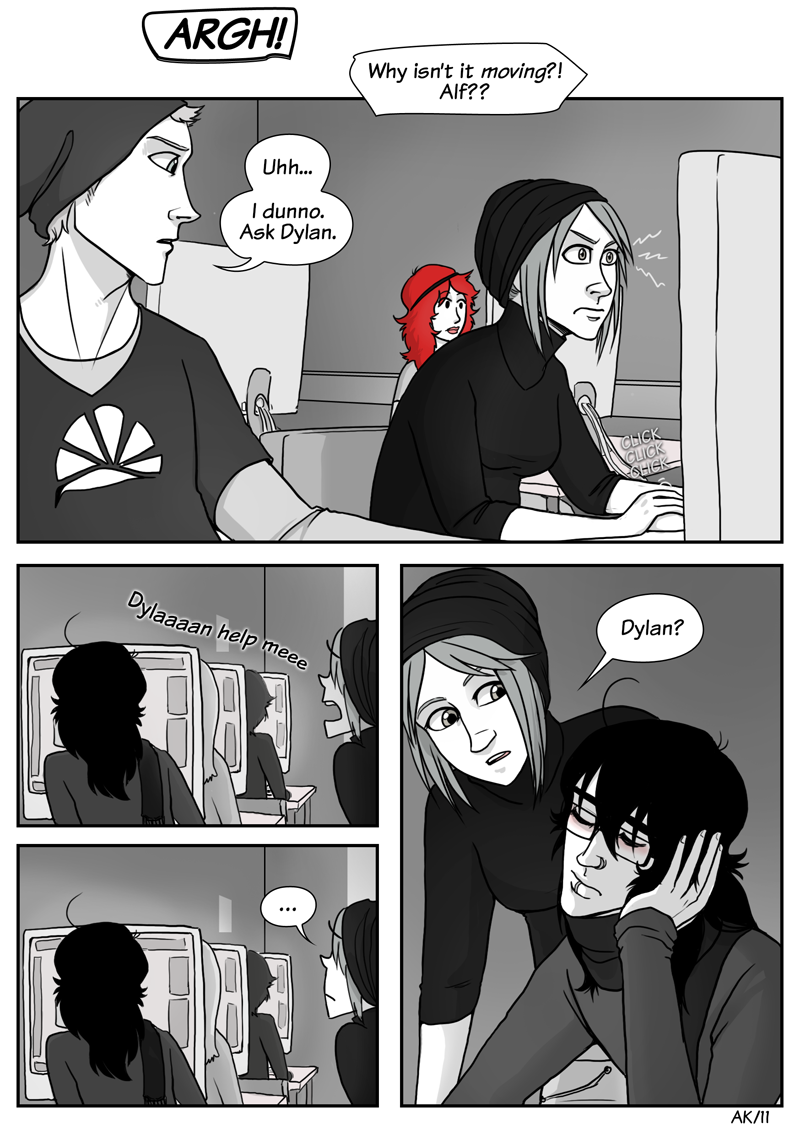 ARGH!
Why isn't it moving?!
Alf??
Uhh...
I dunno.
Ask Dylan.
CLICK
CLICK
CLICK
Dylaaaan help meee
Dylan?
...
AK/11